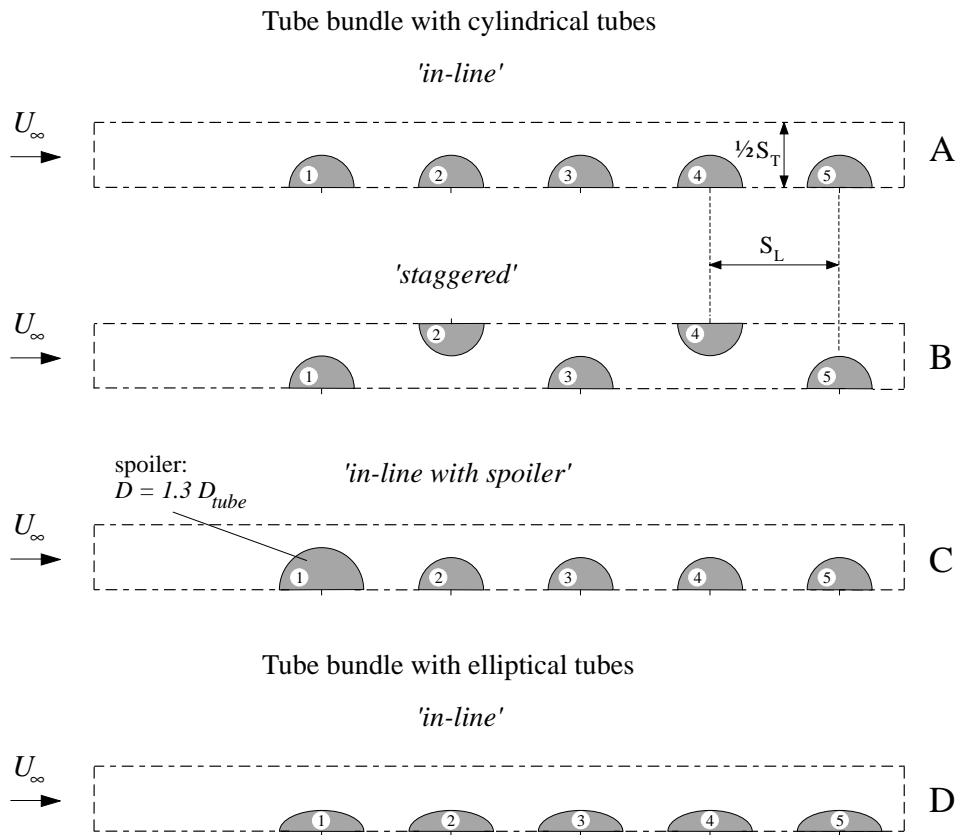 Tube bundle with cylindrical tubes
'in-line'
U∞
½S_T
A
1 2 3 4 5
S_L
'staggered'
U∞
2 4
B
1 3 5
spoiler:
D = 1.3 D_tube
'in-line with spoiler'
U∞
C
1 2 3 4 5
Tube bundle with elliptical tubes
'in-line'
U∞
D
1 2 3 4 5